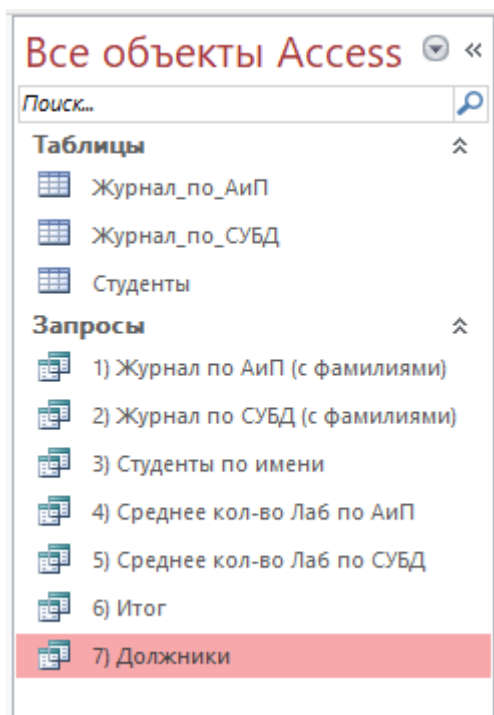 Все объекты Access
Поиск...
Таблицы
Журнал_по_АиП
Журнал_по_СУБД
Студенты
Запросы
1) Журнал по АиП (с фамилиями)
2) Журнал по СУБД (с фамилиями)
3) Студенты по имени
4) Среднее кол-во Лаб по АиП
5) Среднее кол-во Лаб по СУБД
6) Итог
7) Должники